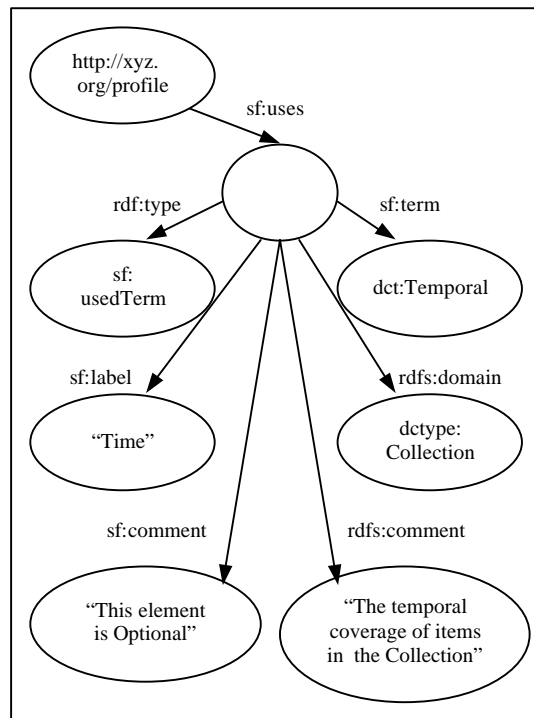 http://xyz.
org/profile
sf:uses
rdf:type
sf:term
sf:
usedTerm
dct:Temporal
sf:label
rdfs:domain
“Time”
dctype:
Collection
sf:comment
rdfs:comment
“This element
is Optional”
“The temporal
coverage of items
in the Collection”